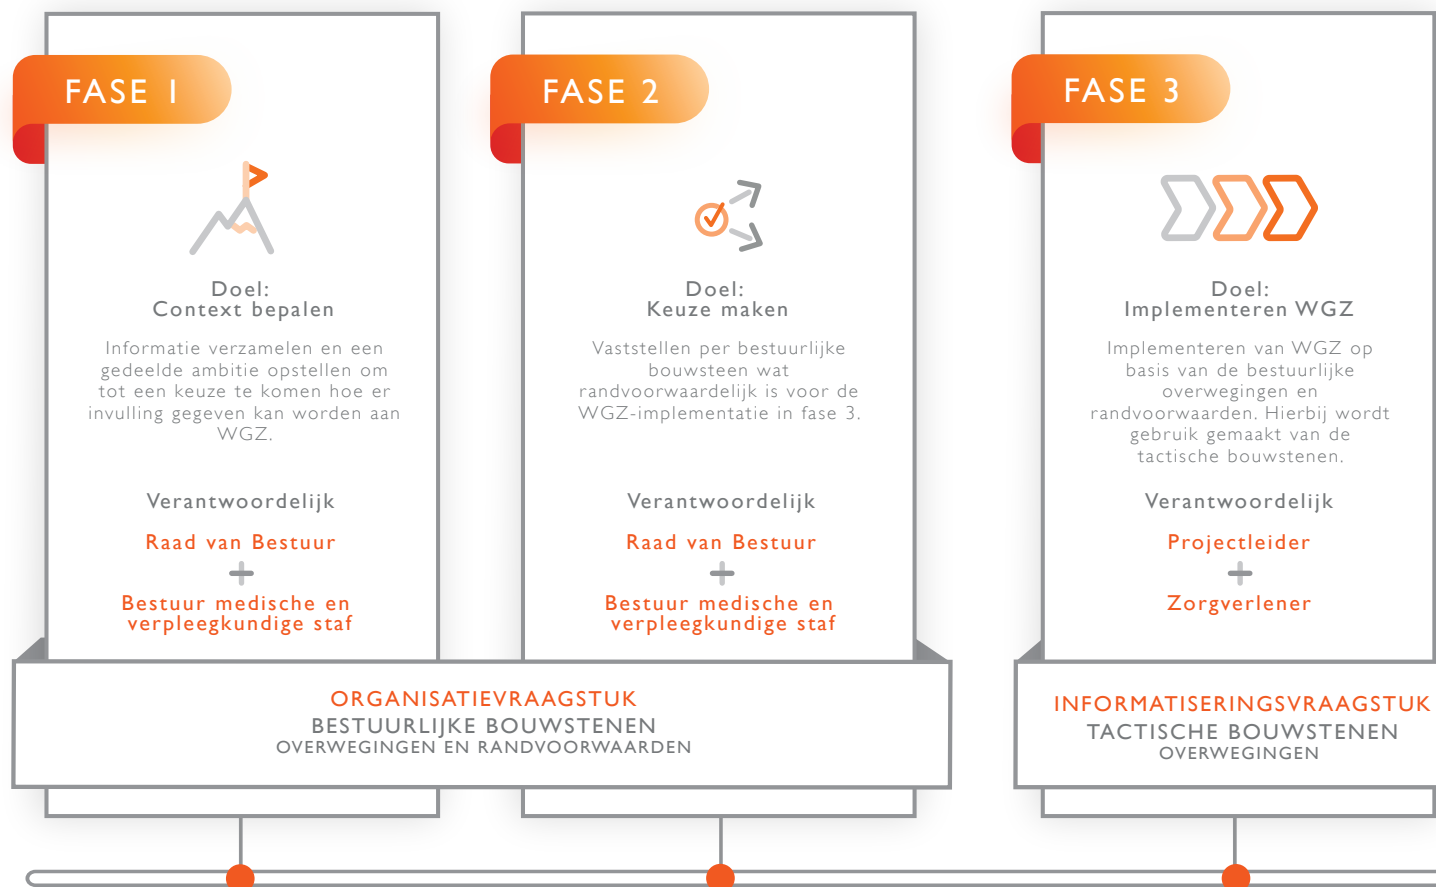 FASE 1
Doel:
Context bepalen
Informatie verzamelen en een
gedeelde ambitie opstellen om
tot een keuze te komen hoe er
invulling gegeven kan worden aan
WGZ.
Verantwoordelijk
Raad van Bestuur
+
Bestuur medische en
verpleegkundige staf
FASE 2
Doel:
Keuze maken
Vaststellen per bestuurlijke
bouwsteen wat
randvoorwaardelijk is voor de
WGZ-implementatie in fase 3.
Verantwoordelijk
Raad van Bestuur
+
Bestuur medische en
verpleegkundige staf
ORGANISATIEVRAAGSTUK
BESTUURLIJKE BOUWSTENEN
OVERWEGINGEN EN RANDVOORWAARDEN
FASE 3
Doel:
Implementeren WGZ
Implementeren van WGZ op
basis van de bestuurlijke
overwegingen en
randvoorwaarden. Hierbij wordt
gebruik gemaakt van de
tactische bouwstenen.
Verantwoordelijk
Projectleider
+
Zorgverlener
INFORMATISERINGSVRAAGSTUK
TACTISCHE BOUWSTENEN
OVERWEGINGEN